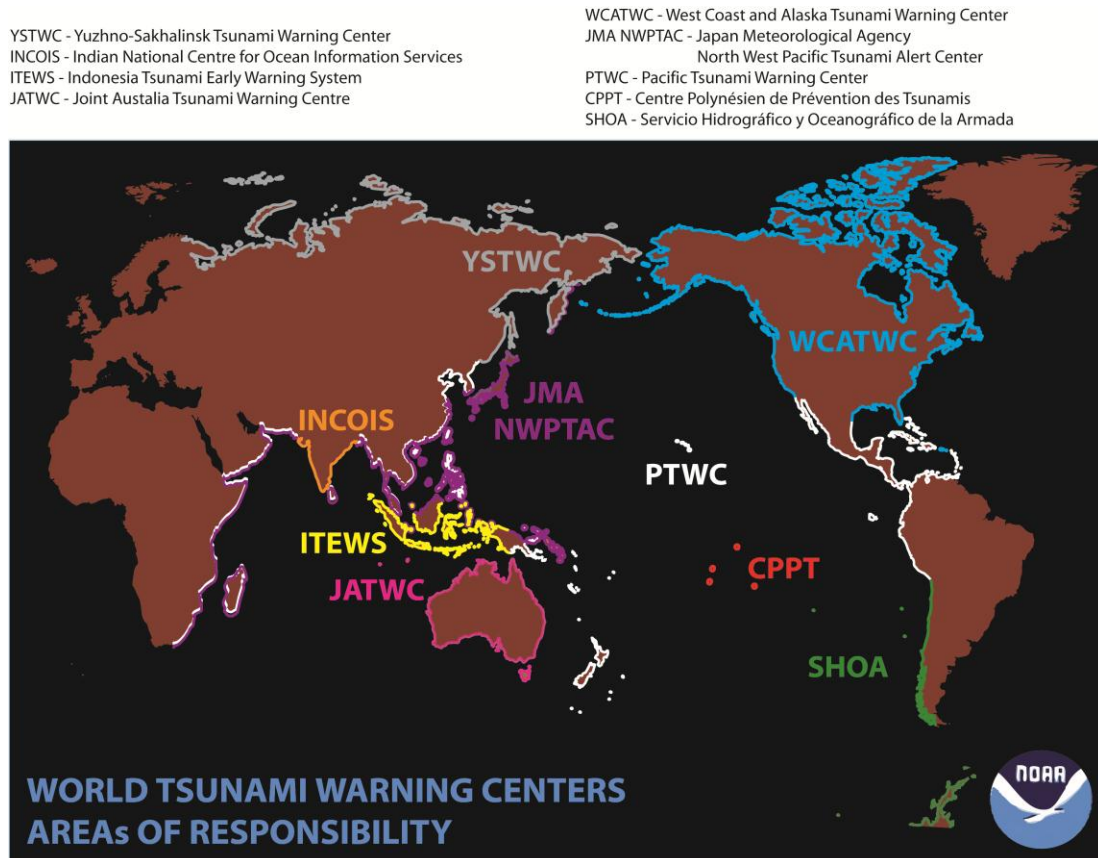 YSTWC - Yuzhno-Sakhalinsk Tsunami Warning Center
INCOIS - Indian National Centre for Ocean Information Services
ITEWS - Indonesia Tsunami Early Warning System
JATWC - Joint Austalia Tsunami Warning Centre
WCATWC - West Coast and Alaska Tsunami Warning Center
JMA NWPTAC - Japan Meteorological Agency
North West Pacific Tsunami Alert Center
PTWC - Pacific Tsunami Warning Center
CPPT - Centre Polynésien de Prévention des Tsunamis
SHOA - Servicio Hidrográfico y Oceanográfico de la Armada
YSTWC
WCATWC
JMA
NWPTAC
INCOIS
PTWC
ITEWS
CPPT
JATWC
SHOA
WORLD TSUNAMI WARNING CENTERS
AREAs OF RESPONSIBILITY
NOAA